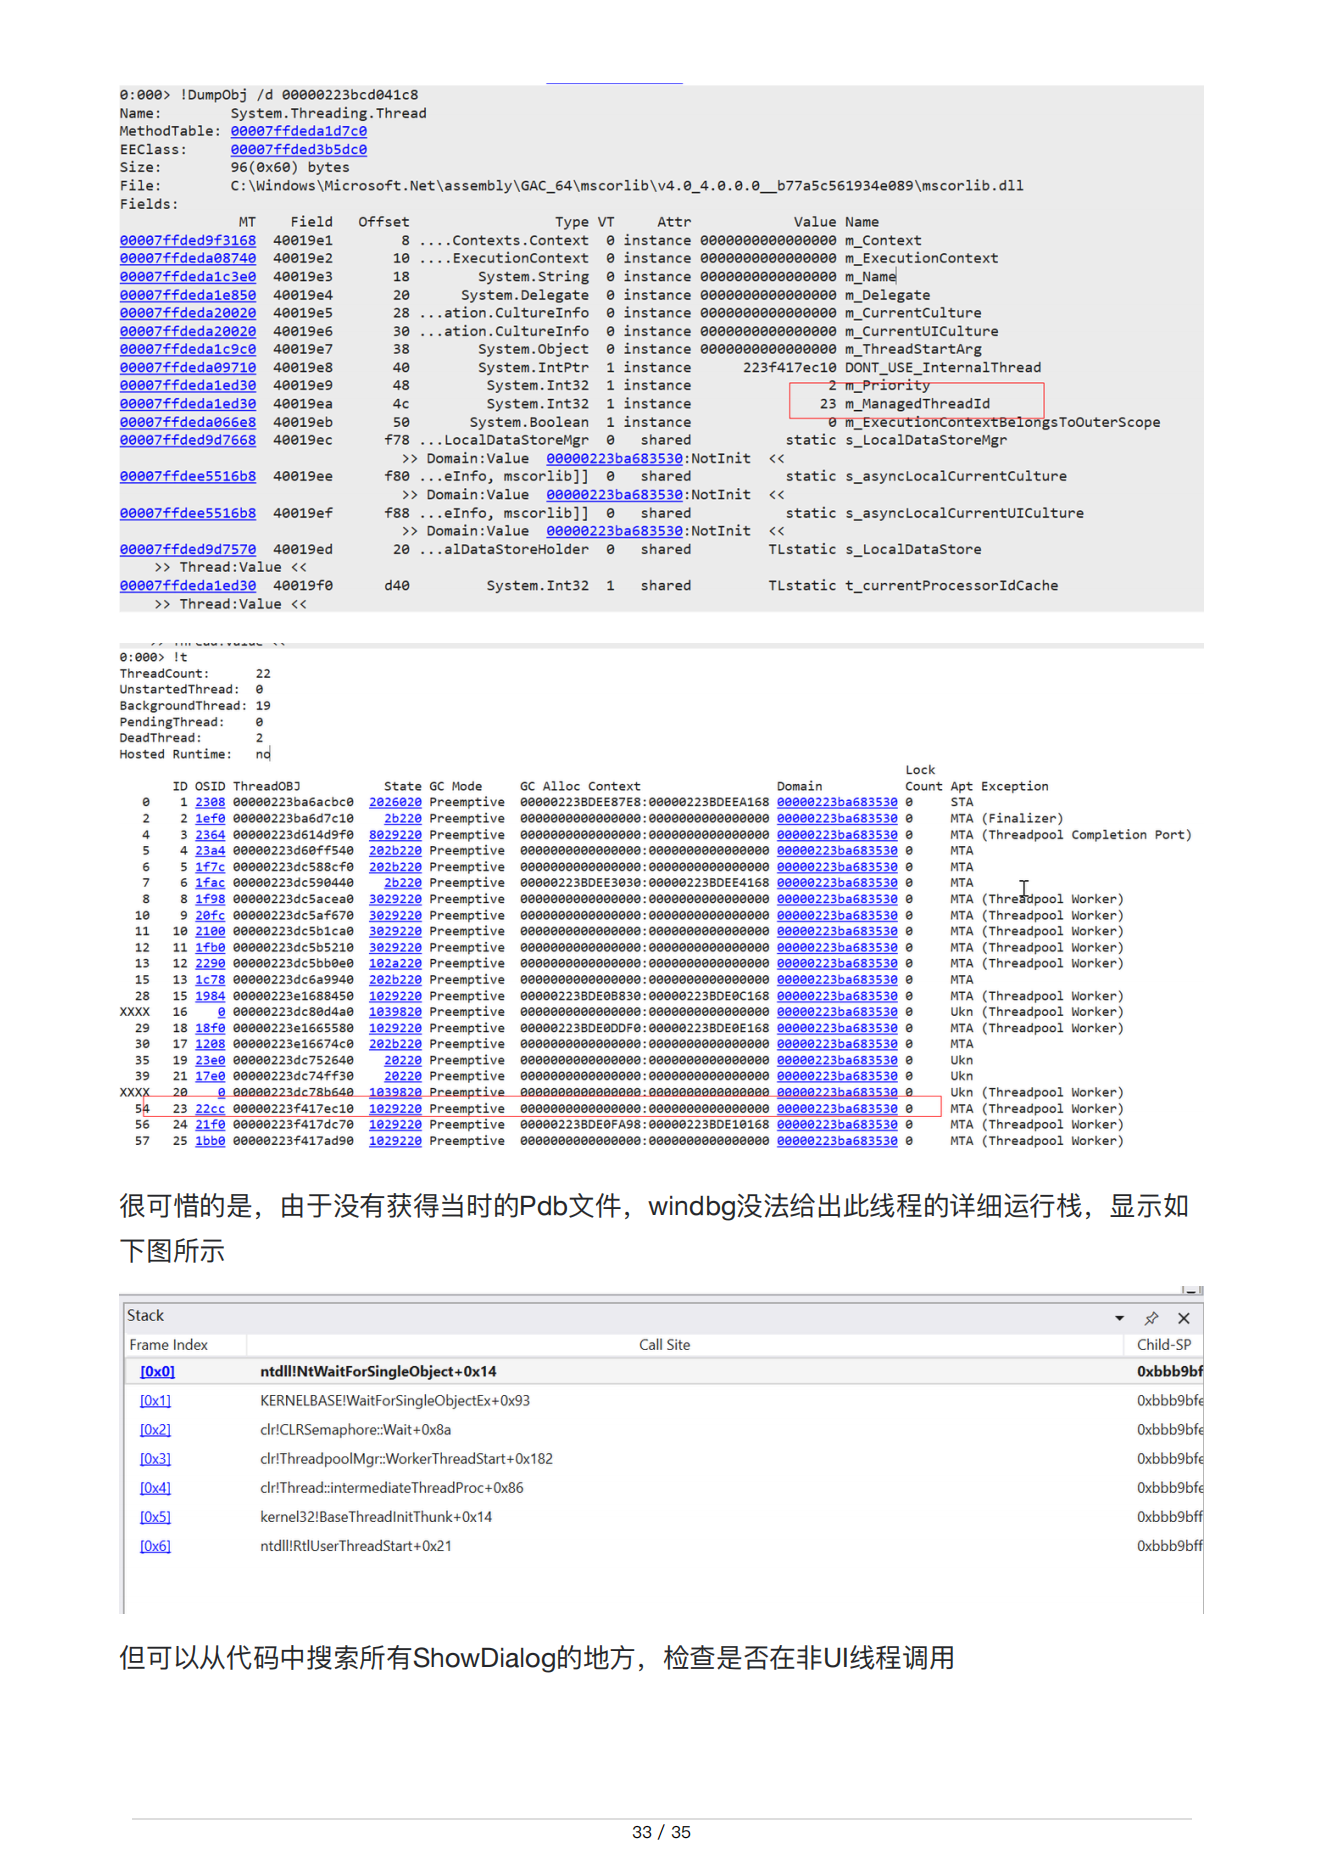 0:000> !DumpObj /d 00000223bcd041c8
Name:        System.Threading.Thread
MethodTable: 00007ffdeda1d7c0
EEClass:     00007ffded3b5dc0
Size:        96(0x60) bytes
File:        C:\Windows\Microsoft.Net\assembly\GAC_64\mscorlib\v4.0_4.0.0.0__b77a5c561934e089\mscorlib.dll
Fields:
MT    Field   Offset                 Type VT     Attr            Value Name
00007ffded9f3168  40019e1        8 ....Contexts.Context  0 instance 0000000000000000 m_Context
00007ffdeda08740  40019e2       10 ....ExecutionContext  0 instance 0000000000000000 m_ExecutionContext
00007ffdeda1c3e0  40019e3       18        System.String  0 instance 0000000000000000 m_Name
00007ffdeda1e850  40019e4       20      System.Delegate  0 instance 0000000000000000 m_Delegate
00007ffdeda20020  40019e5       28 ...ation.CultureInfo  0 instance 0000000000000000 m_CurrentCulture
00007ffdeda20020  40019e6       30 ...ation.CultureInfo  0 instance 0000000000000000 m_CurrentUICulture
00007ffdeda1c9c0  40019e7       38        System.Object  0 instance 0000000000000000 m_ThreadStartArg
00007ffdeda09710  40019e8       40        System.IntPtr  1 instance      223f417ec10 DONT_USE_InternalThread
00007ffdeda1ed30  40019e9       48         System.Int32  1 instance                2 m_Priority
00007ffdeda1ed30  40019ea       4c         System.Int32  1 instance               23 m_ManagedThreadId
00007ffdeda066e8  40019eb       50       System.Boolean  1 instance                0 m_ExecutionContextBelongsToOuterScope
00007ffded9d7668  40019ec      f78 ...LocalDataStoreMgr  0   shared           static s_LocalDataStoreMgr
>> Domain:Value  00000223ba683530:NotInit  <<
00007ffdee5516b8  40019ee      f80 ...eInfo, mscorlib]]  0   shared           static s_asyncLocalCurrentCulture
>> Domain:Value  00000223ba683530:NotInit  <<
00007ffdee5516b8  40019ef      f88 ...eInfo, mscorlib]]  0   shared           static s_asyncLocalCurrentUICulture
>> Domain:Value  00000223ba683530:NotInit  <<
00007ffded9d7570  40019ed       20 ...alDataStoreHolder  0   shared         TLstatic s_LocalDataStore
>> Thread:Value <<
00007ffdeda1ed30  40019f0      d40         System.Int32  1   shared         TLstatic t_currentProcessorIdCache
>> Thread:Value <<
>> Thread:Value <<
0:000> !t
ThreadCount:      22
UnstartedThread:  0
BackgroundThread: 19
PendingThread:    0
DeadThread:       2
Hosted Runtime:   no
Lock
ID OSID ThreadOBJ           State GC Mode     GC Alloc Context                  Domain           Count Apt Exception
0    1 2308 00000223ba6acbc0  2026020 Preemptive  00000223BDEE87E8:00000223BDEEA168 00000223ba683530 0     STA
2    2 1ef0 00000223ba6d7c10    2b220 Preemptive  0000000000000000:0000000000000000 00000223ba683530 0     MTA (Finalizer)
4    3 2364 00000223d614d9f0  8029220 Preemptive  0000000000000000:0000000000000000 00000223ba683530 0     MTA (Threadpool Completion Port)
5    4 23a4 00000223d60ff540   202b220 Preemptive  0000000000000000:0000000000000000 00000223ba683530 0     MTA
6    5 1f7c 00000223dc588cf0   202b220 Preemptive  0000000000000000:0000000000000000 00000223ba683530 0     MTA
7    6 1fac 00000223dc590440     2b220 Preemptive  00000223BDEE3030:00000223BDEE4168 00000223ba683530 0     MTA
8    8 1f98 00000223dc5acea0  3029220 Preemptive  0000000000000000:0000000000000000 00000223ba683530 0     MTA (Threadpool Worker)
10    9 20fc 00000223dc5af670  3029220 Preemptive  0000000000000000:0000000000000000 00000223ba683530 0     MTA (Threadpool Worker)
11   10 2100 00000223dc5b1ca0  3029220 Preemptive  0000000000000000:0000000000000000 00000223ba683530 0     MTA (Threadpool Worker)
12   11 1fb0 00000223dc5b5210  3029220 Preemptive  0000000000000000:0000000000000000 00000223ba683530 0     MTA (Threadpool Worker)
13   12 2290 00000223dc5bb0e0  102a220 Preemptive  0000000000000000:0000000000000000 00000223ba683530 0     MTA (Threadpool Worker)
15   13 1c78 00000223dc6a9940   202b220 Preemptive  0000000000000000:0000000000000000 00000223ba683530 0     MTA
28   15 1984 00000223e1688450  1029220 Preemptive  00000223BDE0B830:00000223BDE0C168 00000223ba683530 0     MTA (Threadpool Worker)
XXXX   16    0 00000223dc80d4a0  1039820 Preemptive  0000000000000000:0000000000000000 00000223ba683530 0     Ukn (Threadpool Worker)
29   18 18f0 00000223e1665580  1029220 Preemptive  00000223BDE0DDF0:00000223BDE0E168 00000223ba683530 0     MTA (Threadpool Worker)
30   17 1208 00000223e16674c0   202b220 Preemptive  0000000000000000:0000000000000000 00000223ba683530 0     MTA
35   19 23e0 00000223dc752640    20220 Preemptive  0000000000000000:0000000000000000 00000223ba683530 0     Ukn
39   21 17e0 00000223dc74ff30    20220 Preemptive  0000000000000000:0000000000000000 00000223ba683530 0     Ukn
XXXX   20    0 00000223dc78b640  1039820 Preemptive  0000000000000000:0000000000000000 00000223ba683530 0     Ukn (Threadpool Worker)
54   23 22cc 00000223f417ec10  1029220 Preemptive  0000000000000000:0000000000000000 00000223ba683530 0     MTA (Threadpool Worker)
56   24 21f0 00000223f417dc70  1029220 Preemptive  00000223BDE0FA98:00000223BDE10168 00000223ba683530 0     MTA (Threadpool Worker)
57   25 1bb0 00000223f417ad90  1029220 Preemptive  0000000000000000:0000000000000000 00000223ba683530 0     MTA (Threadpool Worker)
很可惜的是，由于没有获得当时的Pdb文件，windbg没法给出此线程的详细运行栈，显示如
下图所示
Stack
Frame Index Call Site Child-SP
[0x0] ntdll!NtWaitForSingleObject+0x14 0xbbb9bf
[0x1] KERNELBASE!WaitForSingleObjectEx+0x93 0xbbb9bfe
[0x2] clr!CLRSemaphore::Wait+0x8a 0xbbb9bfe
[0x3] clr!ThreadpoolMgr::WorkerThreadStart+0x182 0xbbb9bfe
[0x4] clr!Thread::intermediateThreadProc+0x86 0xbbb9bfe
[0x5] kernel32!BaseThreadInitThunk+0x14 0xbbb9bff
[0x6] ntdll!RtlUserThreadStart+0x21 0xbbb9bff
但可以从代码中搜索所有ShowDialog的地方，检查是否在非UI线程调用
33 / 35